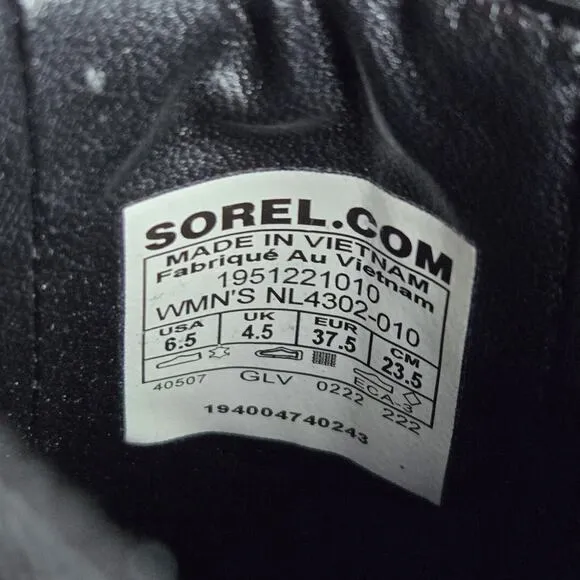 SOREL.COM
MADE IN VIETNAM
Fabriqué Au Vietnam
1951221010
WMN'S NL4302-010
USA UK EUR CM
6.5 4.5 37.5 23.5
40507 GLV 0222 ECA-3 222
194004740243